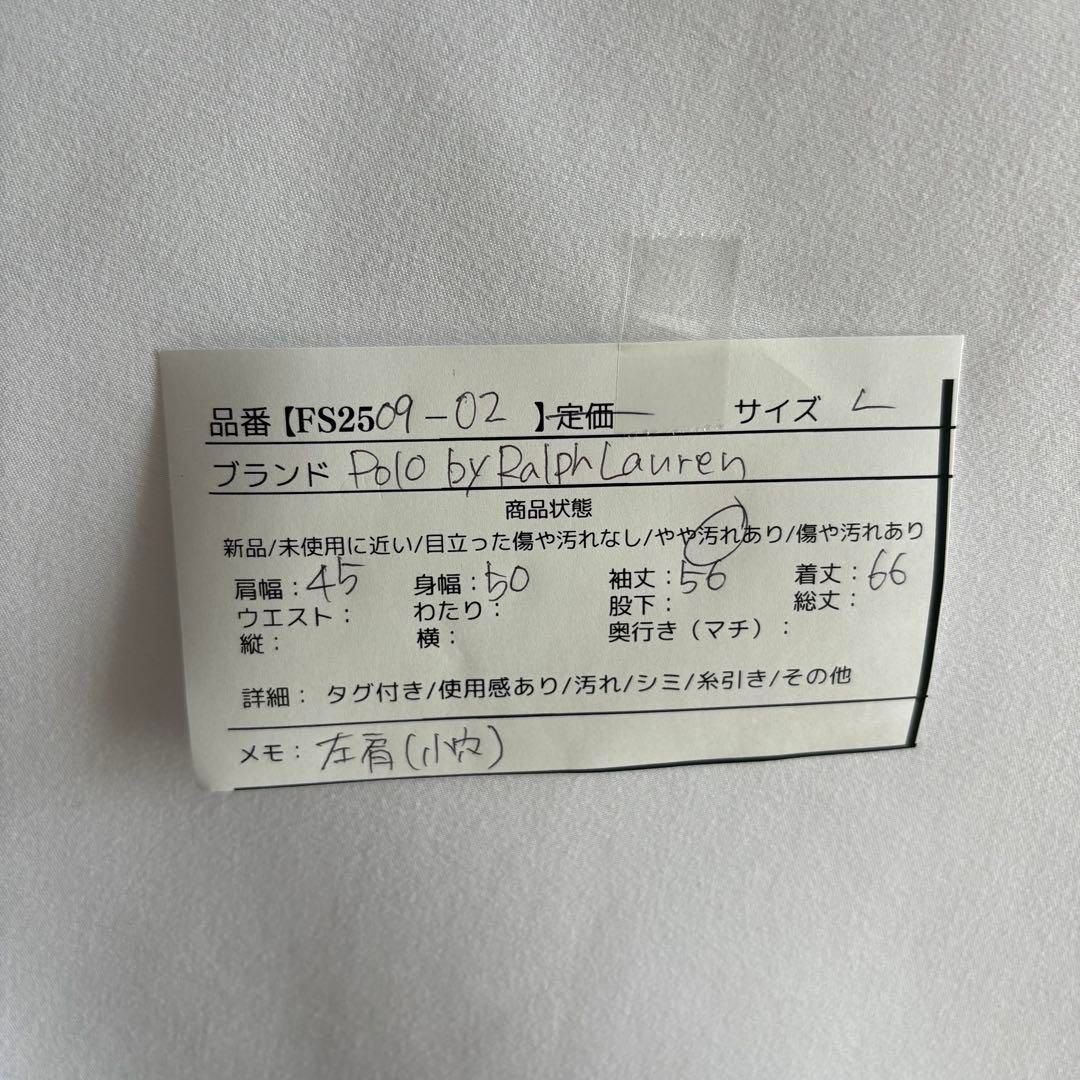 品番【FS2509-02 】定価 サイズ L
ブランド Polo by Ralph Lauren
商品状態
新品/未使用に近い/目立った傷や汚れなし/やや汚れあり/傷や汚れあり
肩幅:45 身幅:50 袖丈:56 着丈:66
ウエスト: わたり: 股下: 総丈:
縦: 横: 奥行き(マチ):
詳細: タグ付き/使用感あり/汚れ/シミ/糸引き/その他
メモ:左肩(小穴)